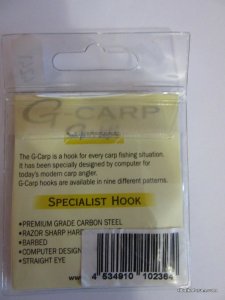 G-CARP
The G-Carp is a hook for every carp fishing situation.
It has been specially designed by computer for
today's modern carp angler.
G-Carp hooks are available in nine different patterns.
SPECIALIST HOOK
•PREMIUM GRADE CARBON STEEL
•RAZOR SHARP
•BARBED
•COMPUTER
•STRAIGHT EYE
4 534910 102364